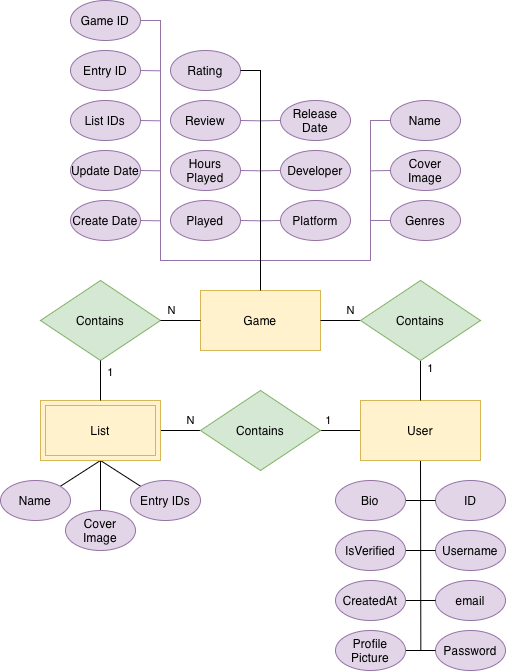 Game ID
Entry ID
Rating
List IDs
Review
Release
Date
Name
Update Date
Hours
Played
Developer
Cover
Image
Create Date
Played
Platform
Genres
Contains
N
Game
N
Contains
1
1
List
N
Contains
1
User
Name
Cover
Image
Entry IDs
Bio
ID
IsVerified
Username
CreatedAt
email
Profile
Picture
Password